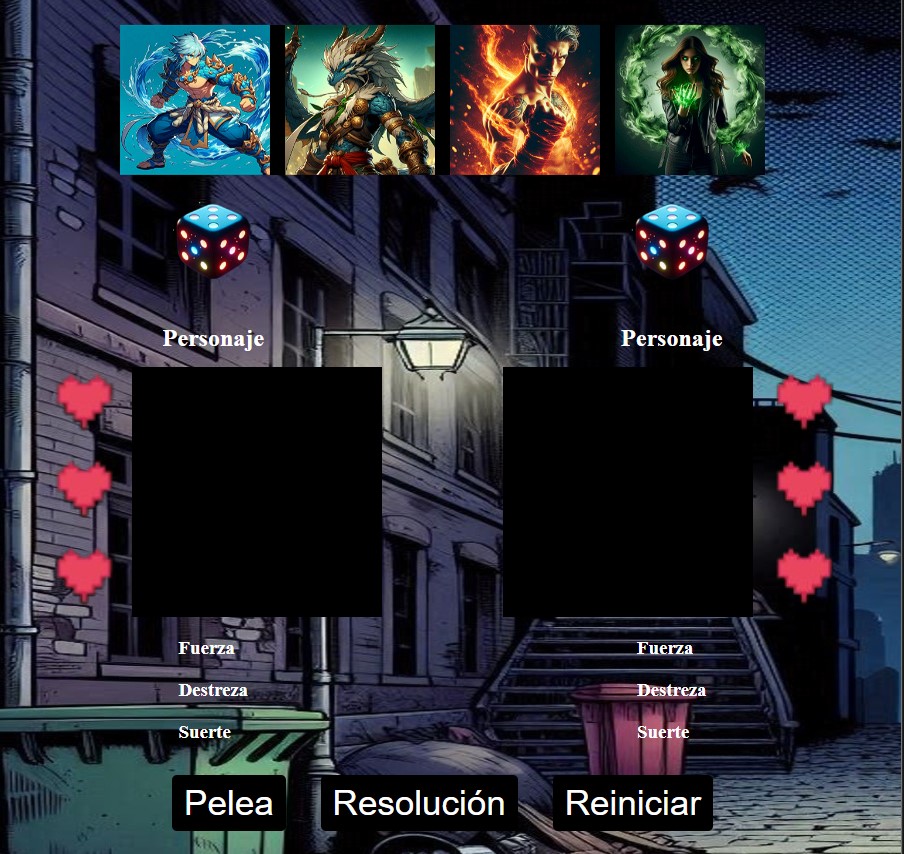 Personaje Personaje
Fuerza Fuerza
Destreza Destreza
Suerte Suerte
Pelea Resolución Reiniciar